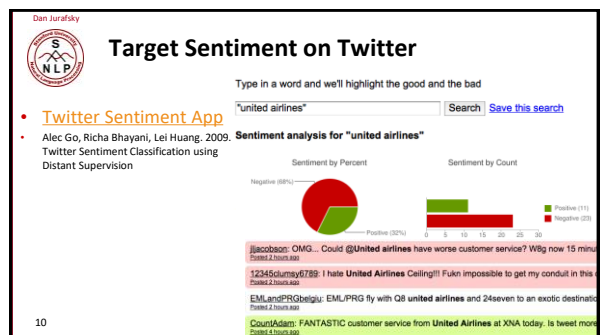 Dan Jurafsky
Stanford University
S
NLP
Natural Language Processing
Target Sentiment on Twitter
• Twitter Sentiment App
• Alec Go, Richa Bhayani, Lei Huang. 2009.
Twitter Sentiment Classification using
Distant Supervision
Type in a word and we'll highlight the good and the bad
"united airlines" Search Save this search
Sentiment analysis for "united airlines"
Sentiment by Percent
Negative (68%)
Positive (32%)
Sentiment by Count
Positive (11)
Negative (23)
0 5 10 15 20 25 30
jljacobson: OMG... Could @United airlines have worse customer service? W8g now 15 minu
Posted 2 hours ago
12345clumsy6789: I hate United Airlines Ceiling!!! Fukn impossible to get my conduit in this
Posted 2 hours ago
EMLandPRGbelgiu: EML/PRG fly with Q8 united airlines and 24seven to an exotic destinatio
Posted 2 hours ago
CountAdam: FANTASTIC customer service from United Airlines at XNA today. Is tweet more
Posted 4 hours ago
10